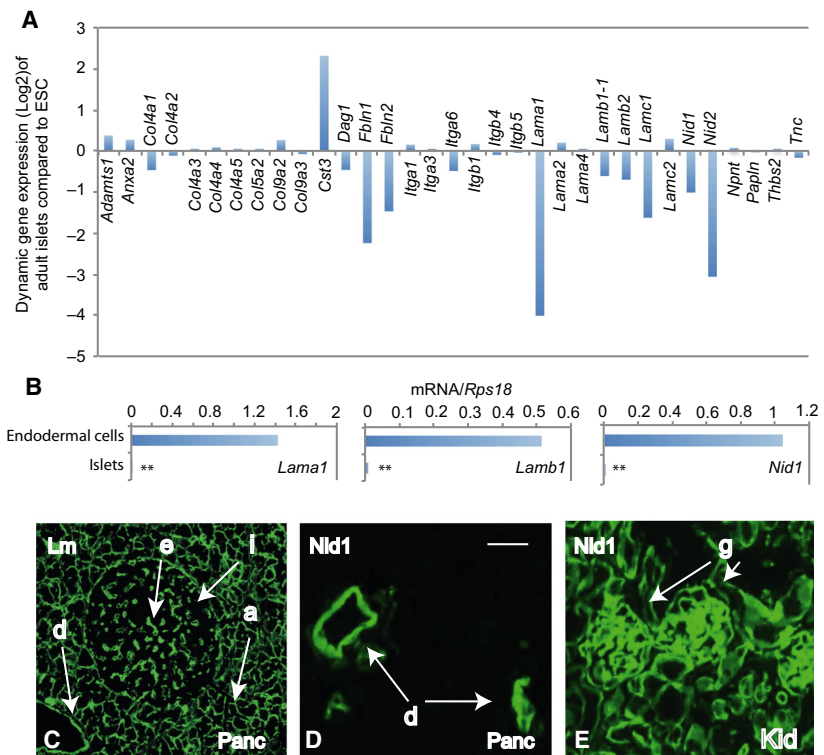 A
Dynamic gene expression (Log2)of
adult islets compared to ESC
3
2
1
0
–1
–2
–3
–4
–5
Adamts1
Anxa2
Col4a1
Col4a2
Col4a3
Col4a4
Col4a5
Col5a2
Col9a2
Col9a3
Cst3
Dag1
Fbln1
Fbln2
Itga1
Itga3
Itga6
Itgb1
Itgb4
Itgb5
Lama1
Lama2
Lama4
Lamb1-1
Lamb2
Lamc1
Lamc2
Nid1
Nid2
Npnt
Papln
Thbs2
Tnc
B
mRNA/Rps18
0 0.4 0.8 1.2 1.6 2
0 0.1 0.2 0.3 0.4 0.5 0.6
0 0.2 0.4 0.6 0.8 1 1.2
Endodermal cells
Islets
** Lama1
** Lamb1
** Nid1
Lm
e
i
a
d
C
Panc
Nid1
d
D
Panc
Nid1
g
E
Kid